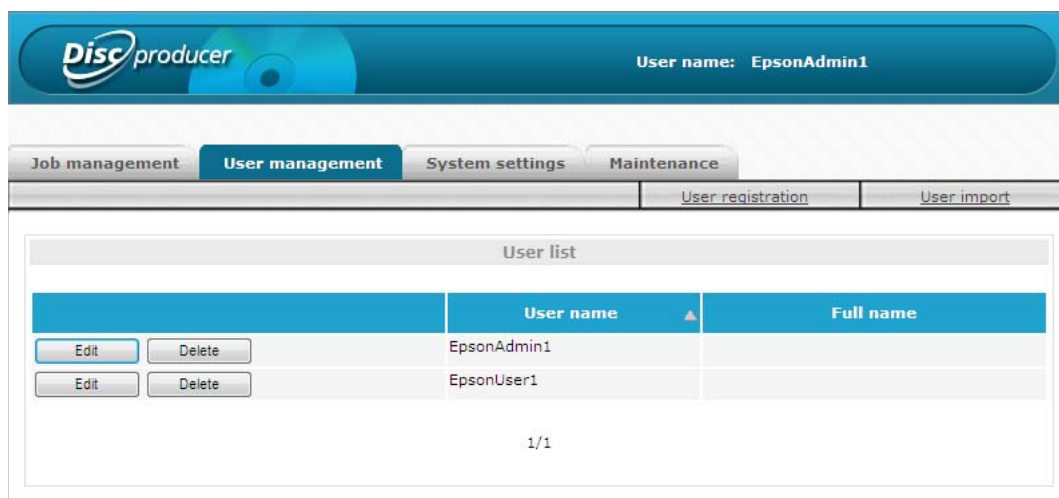 Disc producer
User name: EpsonAdmin1
Job management User management System settings Maintenance
User registration User import
User list
User name Full name
Edit Delete EpsonAdmin1
Edit Delete EpsonUser1
1/1